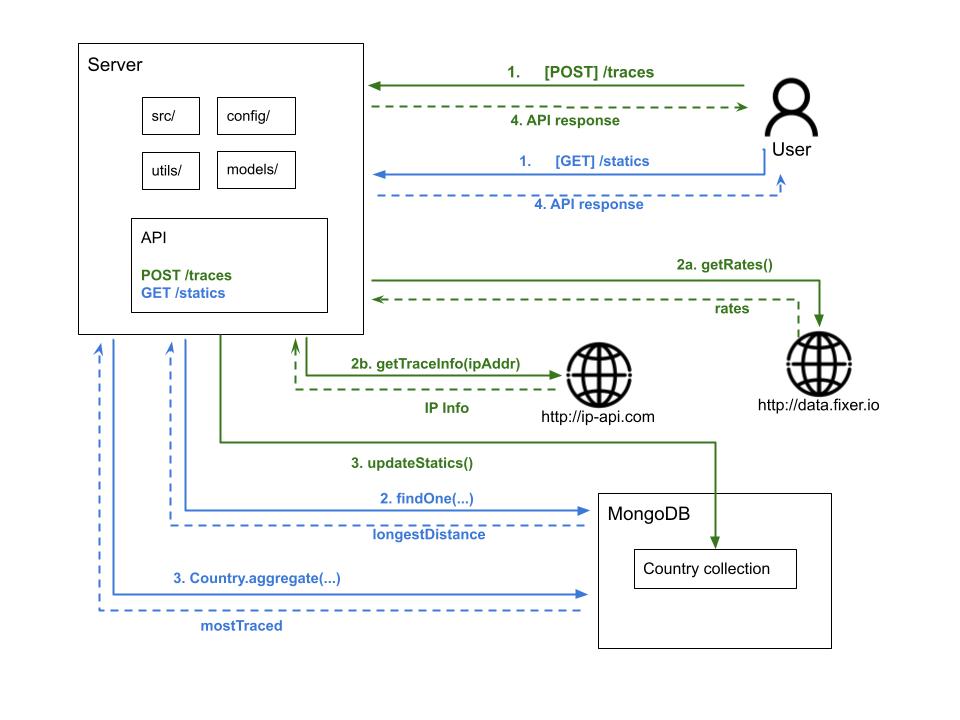 Server
src/
config/
utils/
models/
API
POST /traces
GET /statics
1. [POST] /traces
4. API response
User
1. [GET] /statics
4. API response
2a. getRates()
rates
http://data.fixer.io
2b. getTraceInfo(ipAddr)
IP Info
http://ip-api.com
3. updateStatics()
2. findOne(...)
longestDistance
3. Country.aggregate(...)
mostTraced
MongoDB
Country collection